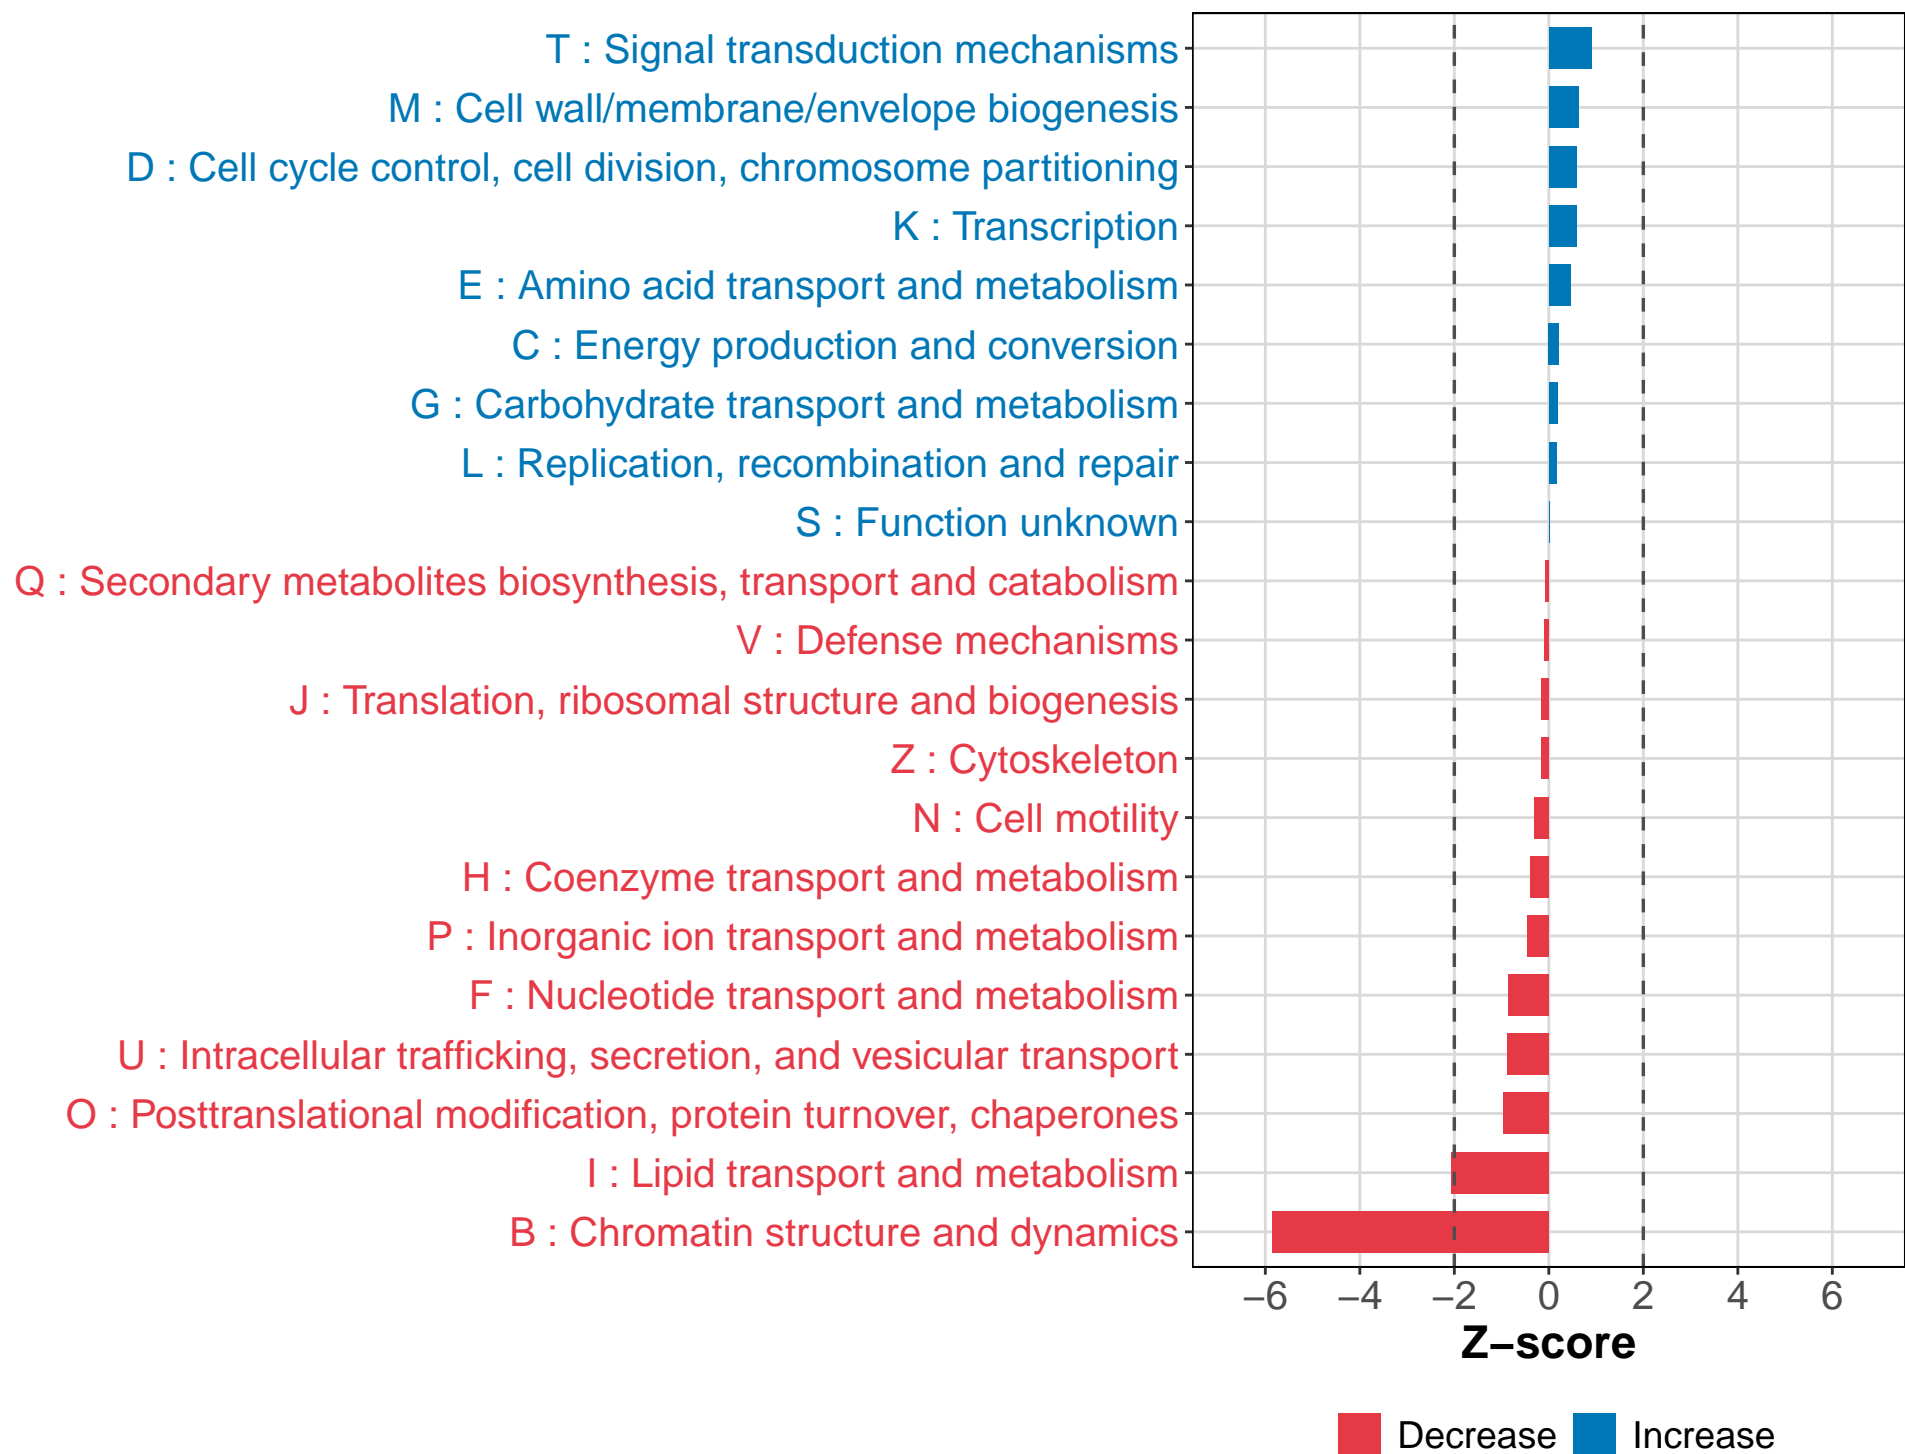 T : Signal transduction mechanisms
M : Cell wall/membrane/envelope biogenesis
D : Cell cycle control, cell division, chromosome partitioning
K : Transcription
E : Amino acid transport and metabolism
C : Energy production and conversion
G : Carbohydrate transport and metabolism
L : Replication, recombination and repair
S : Function unknown
Q : Secondary metabolites biosynthesis, transport and catabolism
V : Defense mechanisms
J : Translation, ribosomal structure and biogenesis
Z : Cytoskeleton
N : Cell motility
H : Coenzyme transport and metabolism
P : Inorganic ion transport and metabolism
F : Nucleotide transport and metabolism
U : Intracellular trafficking, secretion, and vesicular transport
O : Posttranslational modification, protein turnover, chaperones
I : Lipid transport and metabolism
B : Chromatin structure and dynamics
−6 −4 −2 0 2 4 6
Z−score
Decrease Increase